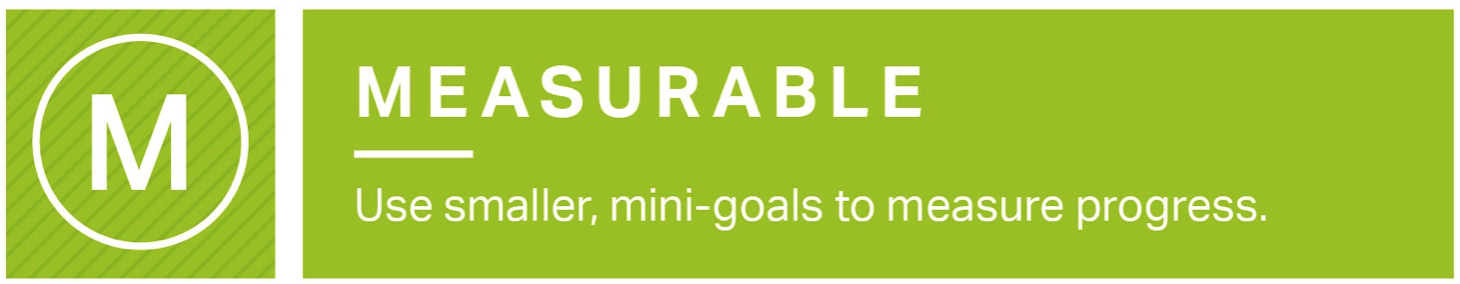 M
MEASURABLE
Use smaller, mini-goals to measure progress.